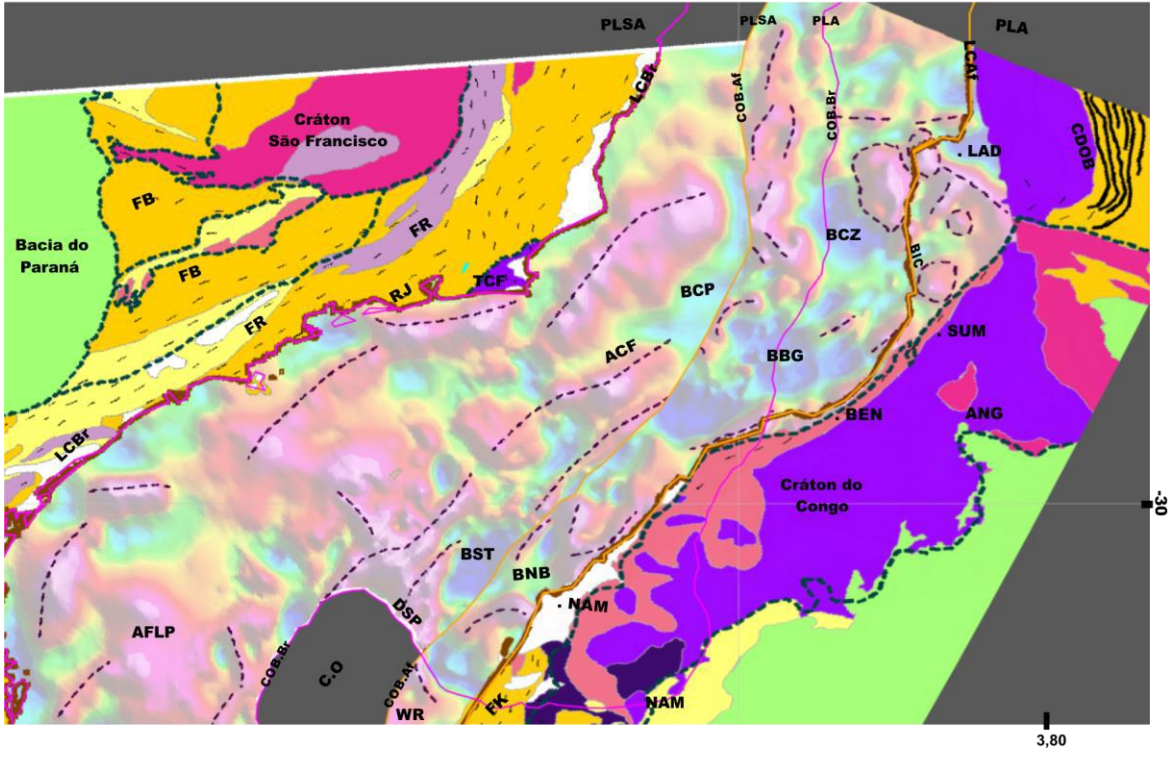 PLSA
PLSA
PLA
PLA
LCBr
COB.Af
COB.Br
LCAf
Cráton
São Francisco
LAD
CDOB
FB
FR
BCZ
Bacia do
Paraná
FB
TCF
RJ
BCP
BIC
FR
SUM
ACF
BBG
BEN
ANG
LCBr
Cráton do
Congo
-30
BST
BNB
NAM
DSP
AFLP
COB.Br
C.O
COB.Af
WR
FK
NAM
3,80